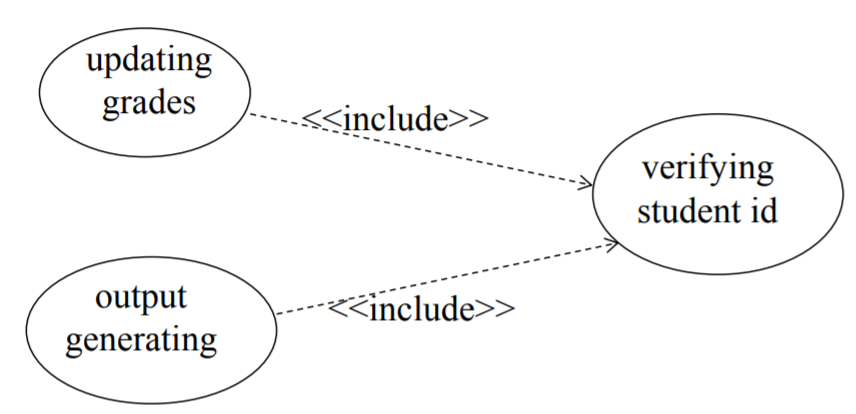 updating
grades
<<include>>
verifying
student id
output
generating
<<include>>